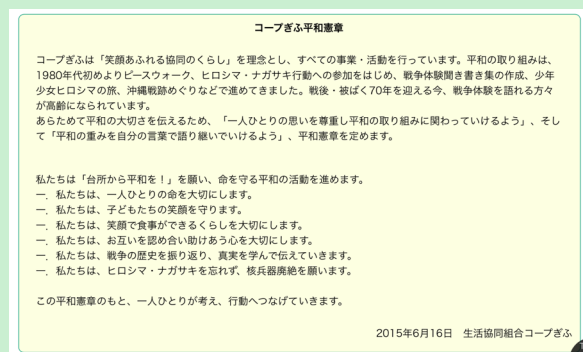 コープぎふ平和憲章
コープぎふは「笑顔あふれる協同のくらし」を理念とし、すべての事業・活動を行っています。平和の取り組みは、
1980年代初めよりピースウォーク、ヒロシマ・ナガサキ行動への参加をはじめ、戦争体験聞き書き集の作成、少年
少女ヒロシマの旅、沖縄戦跡めぐりなどで進めてきました。戦後・被ばく70年を迎える今、戦争体験を語れる方々
が高齢になられています。
あらためて平和の大切さを伝えるため、「一人ひとりの思いを尊重し平和の取り組みに関わっていけるよう」、そし
て「平和の重みを自分の言葉で語り継いでいけるよう」、平和憲章を定めます。
私たちは「台所から平和を！」を願い、命を守る平和の活動を進めます。
一．私たちは、一人ひとりの命を大切にします。
一．私たちは、子どもたちの笑顔を守ります。
一．私たちは、笑顔で食事ができるくらしを大切にします。
一．私たちは、お互いを認め合い助けあう心を大切にします。
一．私たちは、戦争の歴史を振り返り、真実を学んで伝えていきます。
一．私たちは、ヒロシマ・ナガサキを忘れず、核兵器廃絶を願います。
この平和憲章のもと、一人ひとりが考え、行動へつなげていきます。
2015年6月16日　生活協同組合コープぎふ